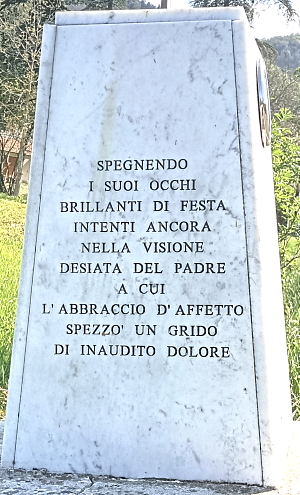 SPEGNENDO
I SUOI OCCHI
BRILLANTI DI FESTA
INTENTI ANCORA
NELLA VISIONE
DESIATA DEL PADRE
A CUI
L'ABBRACCIO D'AFFETTO
SPEZZO' UN GRIDO
DI INAUDITO DOLORE